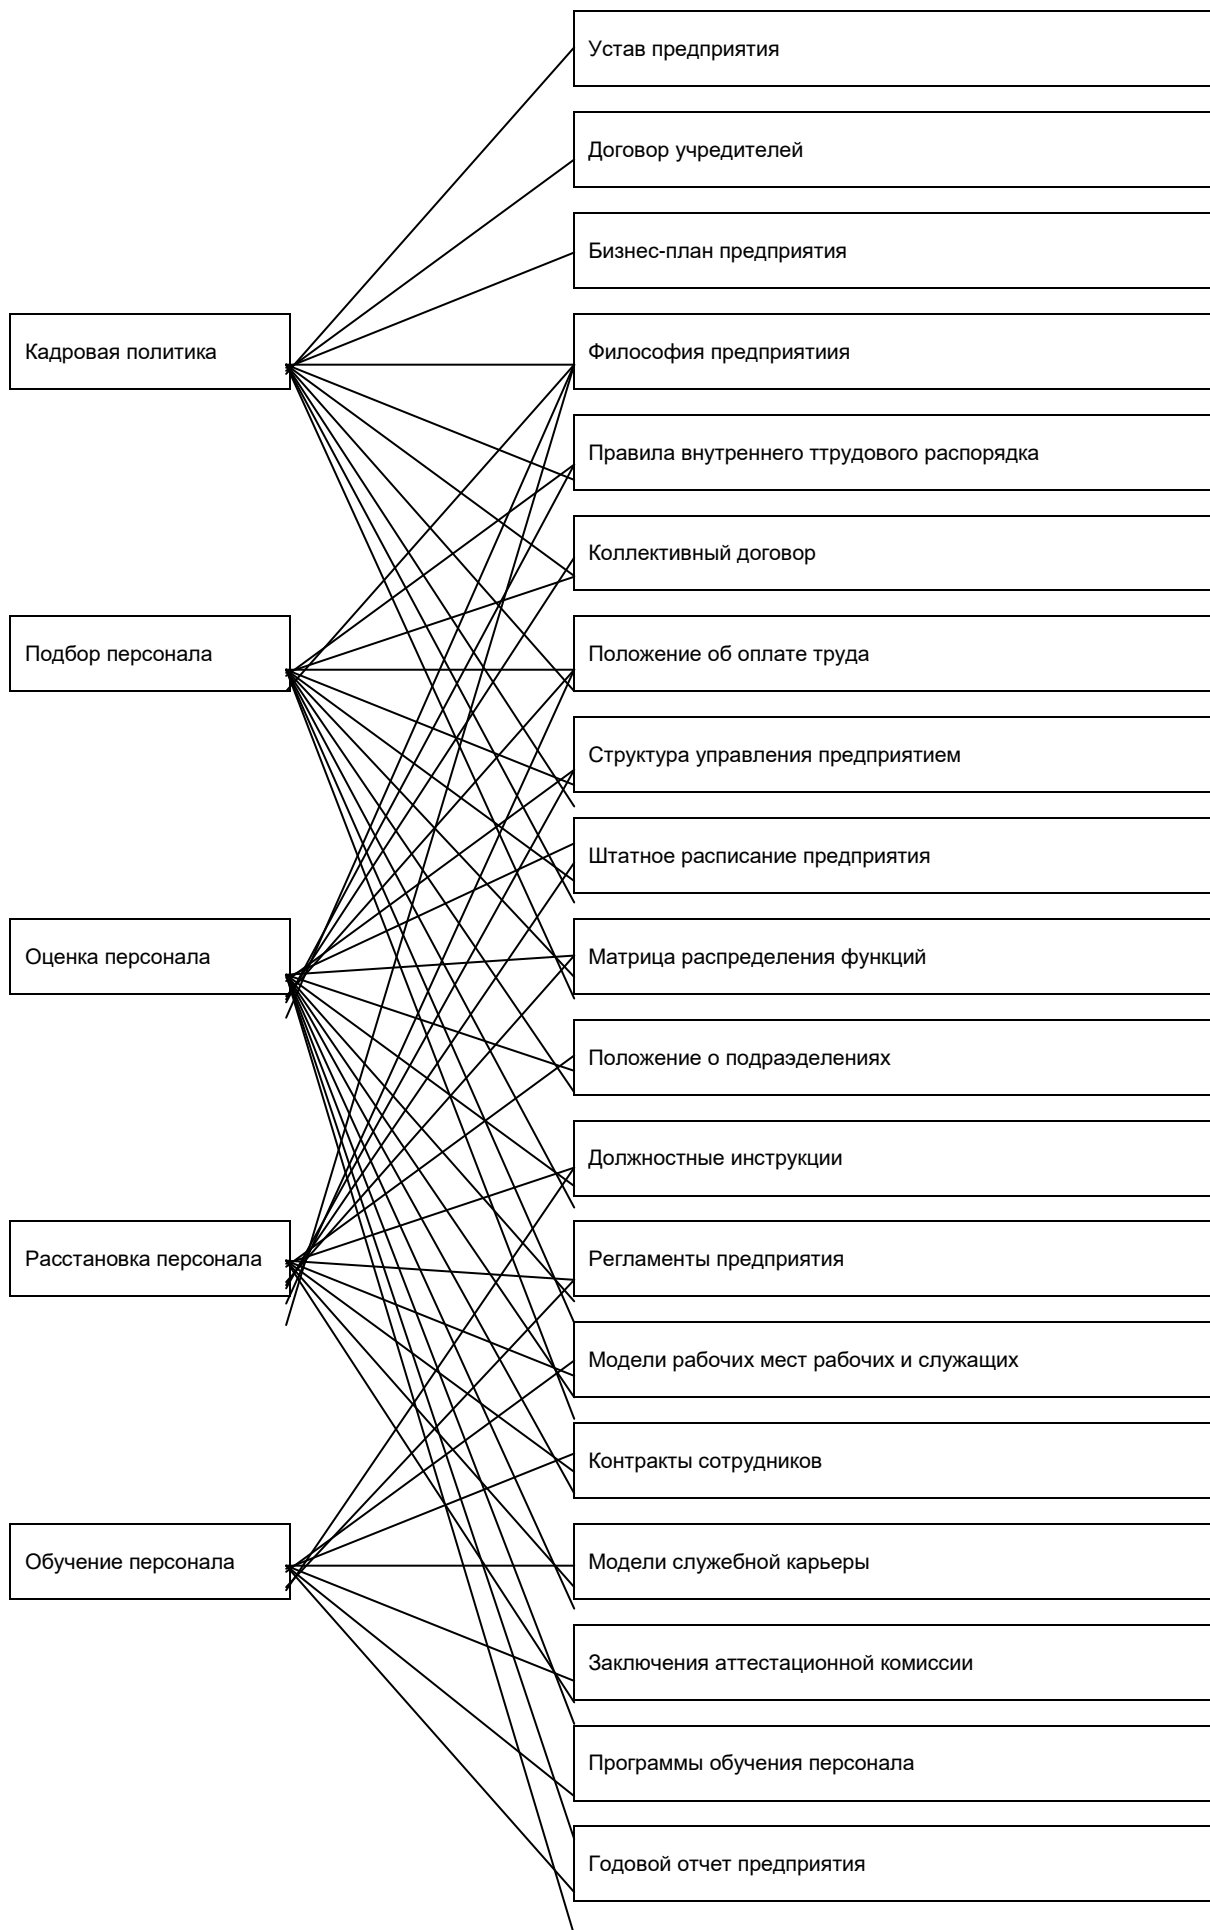 Устав предприятия
Договор учредителей
Бизнес-план предприятия
Кадровая политика
Философия предприятиия
Правила внутреннего ттрудового распорядка
Коллективный договор
Подбор персонала
Положение об оплате труда
Структура управления предприятием
Штатное расписание предприятия
Оценка персонала
Матрица распределения функций
Положение о подраэделениях
Должностные инструкции
Расстановка персонала
Регламенты предприятия
Модели рабочих мест рабочих и служащих
Контракты сотрудников
Обучение персонала
Модели служебной карьеры
Заключения аттестационной комиссии
Программы обучения персонала
Годовой отчет предприятия